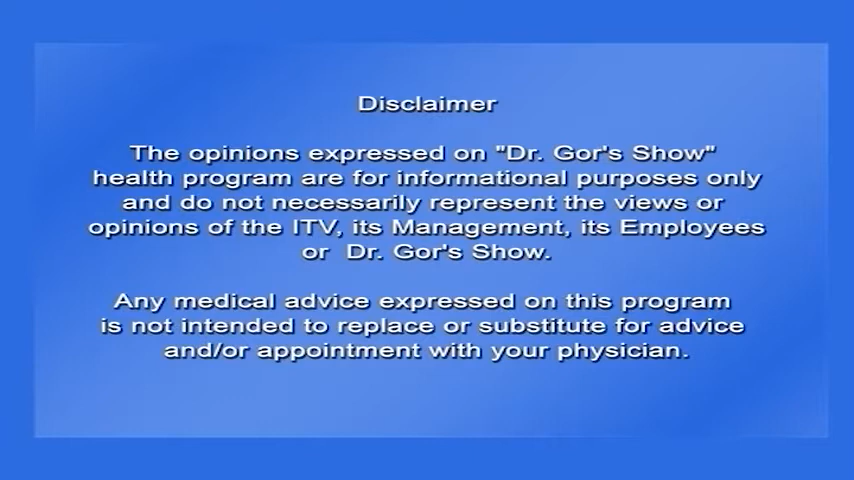 Disclaimer
The opinions expressed on "Dr. Gor's Show"
health program are for informational purposes only
and do not necessarily represent the views or
opinions of the ITV, its Management, its Employees
or  Dr. Gor's Show.
Any medical advice expressed on this program
is not intended to replace or substitute for advice
and/or appointment with your physician.